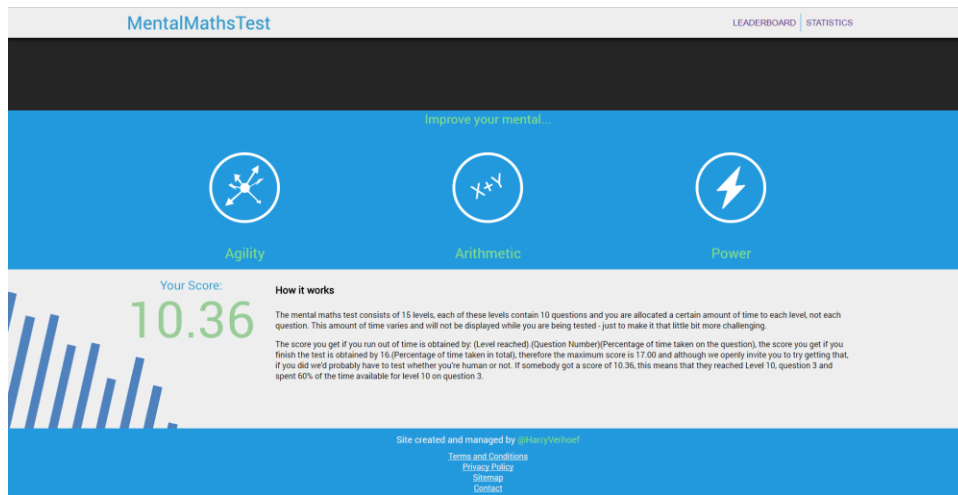 MentalMathsTest
LEADERBOARD
STATISTICS
Improve your mental...
X+Y
Agility
Arithmetic
Power
Your Score:
10.36
How it works
The mental maths test consists of 15 levels, each of these levels contain 10 questions and you are allocated a certain amount of time to each level, not each
question. This amount of time varies and will not be displayed while you are being tested - just to make it that little bit more challenging.
The score you get if you run out of time is obtained by: (Level reached).(Question Number)(Percentage of time taken on the question), the score you get if you
finish the test is obtained by 16.(Percentage of time taken in total), therefore the maximum score is 17.00 and although we openly invite you to try getting that,
if you did we'd probably have to test whether you're human or not. If somebody got a score of 10.36, this means that they reached Level 10, question 3 and
spent 60% of the time available for level 10 on question 3.
Site created and managed by @HarryVerhoef
Terms and Conditions
Privacy Policy
Sitemap
Contact